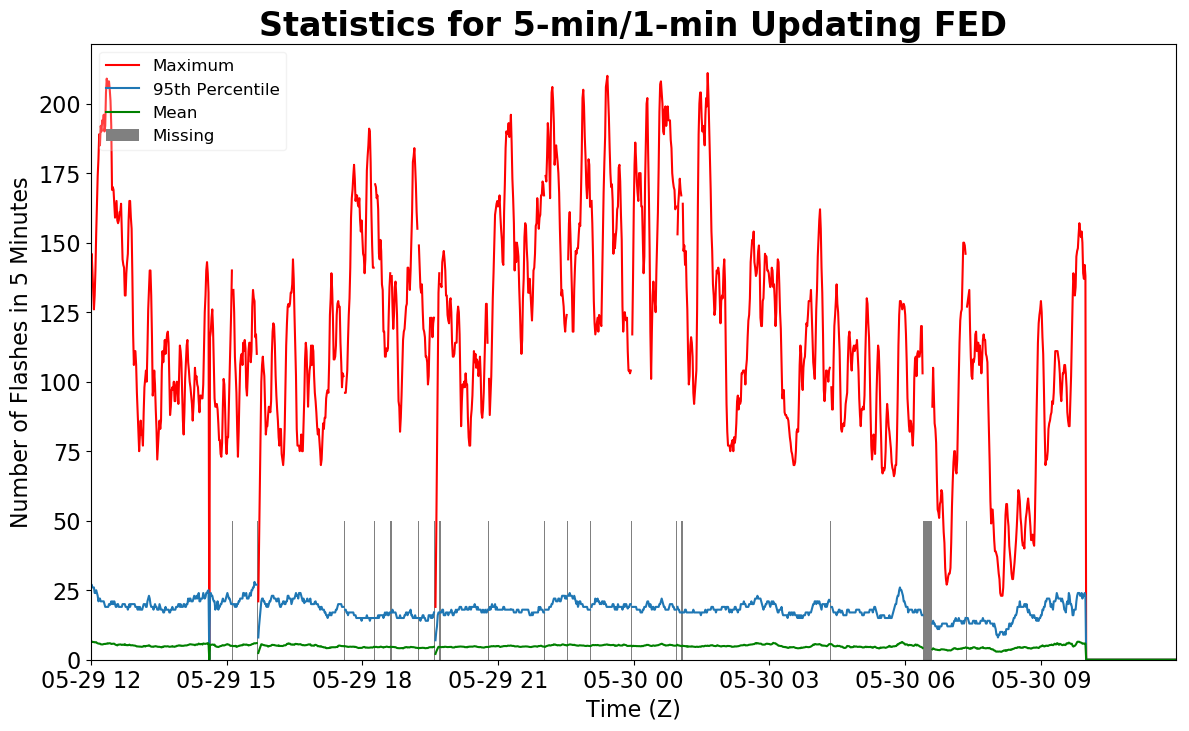 Statistics for 5-min/1-min Updating FED
Number of Flashes in 5 Minutes
200
175
150
125
100
75
50
25
0
Maximum
95th Percentile
Mean
Missing
05-29 12
05-29 15
05-29 18
05-29 21
05-30 00
05-30 03
05-30 06
05-30 09
Time (Z)